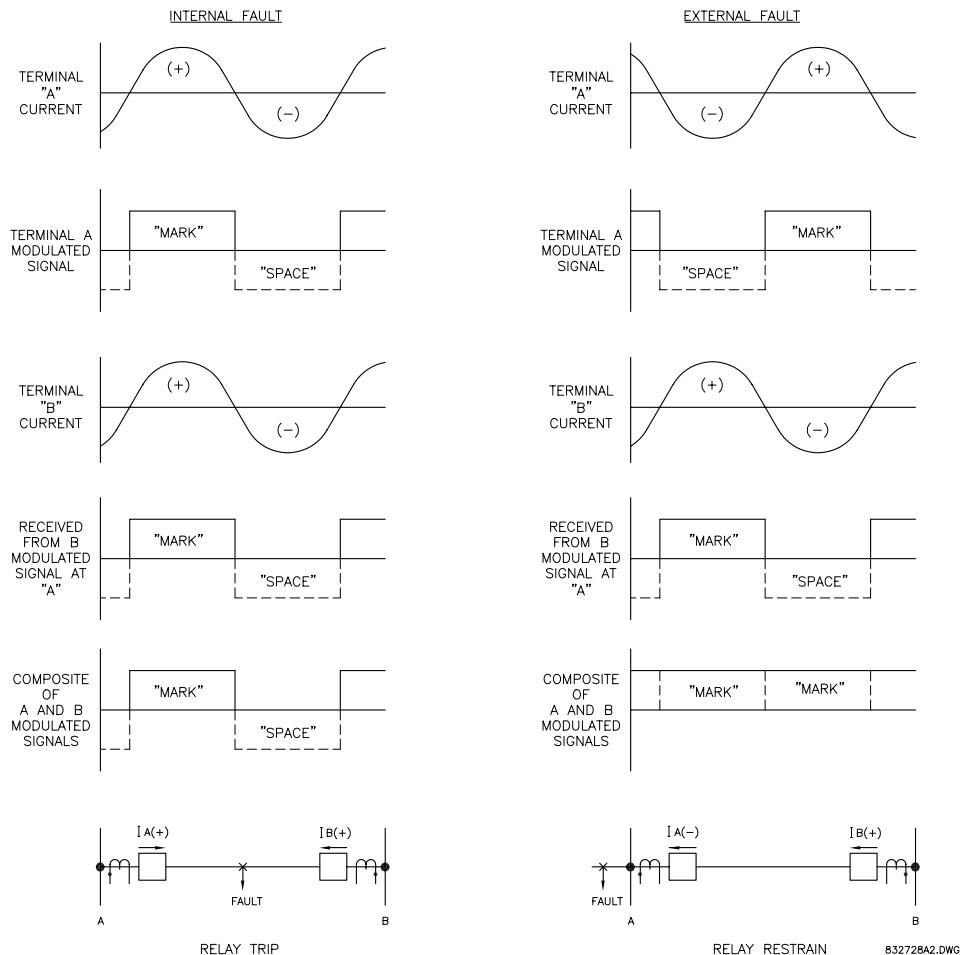 INTERNAL FAULT
TERMINAL
"A"
CURRENT
(+)
(-)
TERMINAL A
MODULATED
SIGNAL
"MARK"
"SPACE"
TERMINAL
"B"
CURRENT
(+)
(-)
RECEIVED
FROM B
MODULATED
SIGNAL AT
"A"
"MARK"
"SPACE"
COMPOSITE
OF
A AND B
MODULATED
SIGNALS
"MARK"
"SPACE"
I A(+)
I B(+)
FAULT
A
B
RELAY TRIP
EXTERNAL FAULT
TERMINAL
"A"
CURRENT
(-)
(+)
TERMINAL A
MODULATED
SIGNAL
"SPACE"
"MARK"
TERMINAL
"B"
CURRENT
(+)
(-)
RECEIVED
FROM B
MODULATED
SIGNAL AT
"A"
"MARK"
"SPACE"
COMPOSITE
OF
A AND B
MODULATED
SIGNALS
"MARK"
"MARK"
I A(-)
I B(+)
FAULT
A
B
RELAY RESTRAIN
832728A2.DWG